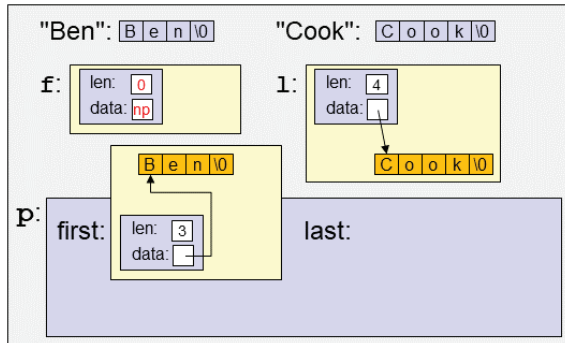 "Ben": B e n \0 "Cook": C o o k \0
f: len: 0 l: len: 4
data: np data:
B e n \0 C o o k \0
p: first: len: 3 last:
data: